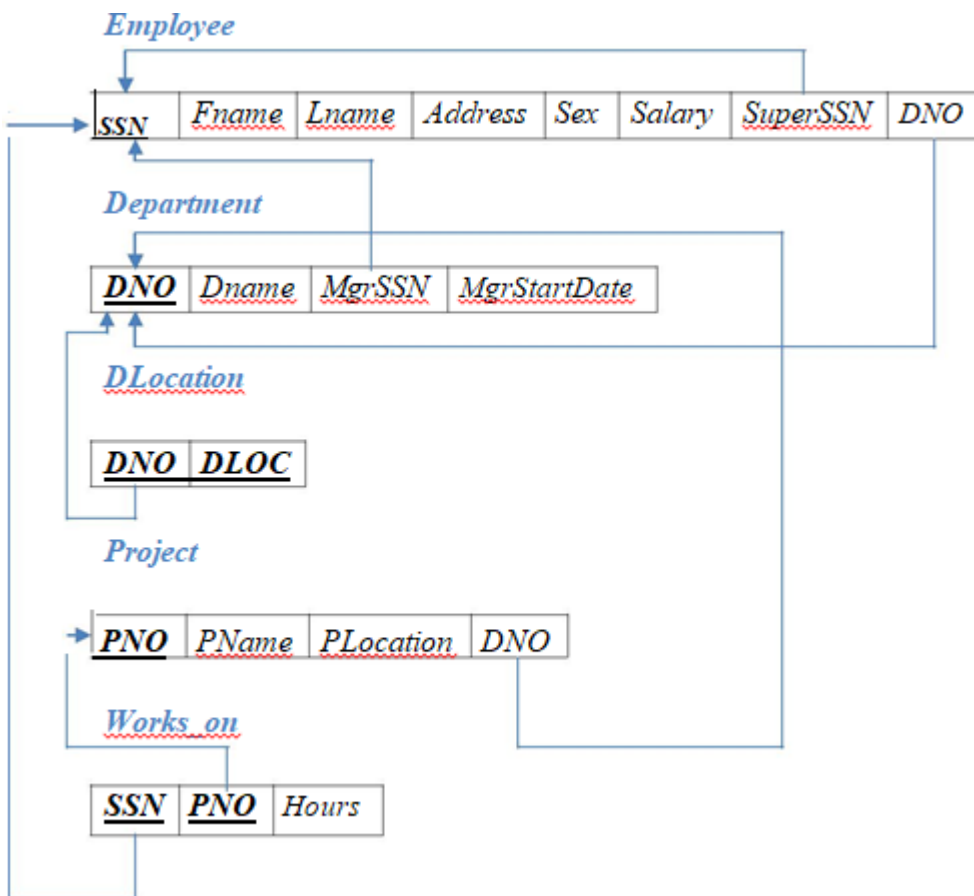 Employee
SSN Fname Lname Address Sex Salary SuperSSN DNO
Department
DNO Dname MgrSSN MgrStartDate
DLocation
DNO DLOC
Project
PNO PName PLocation DNO
Works_on
SSN PNO Hours